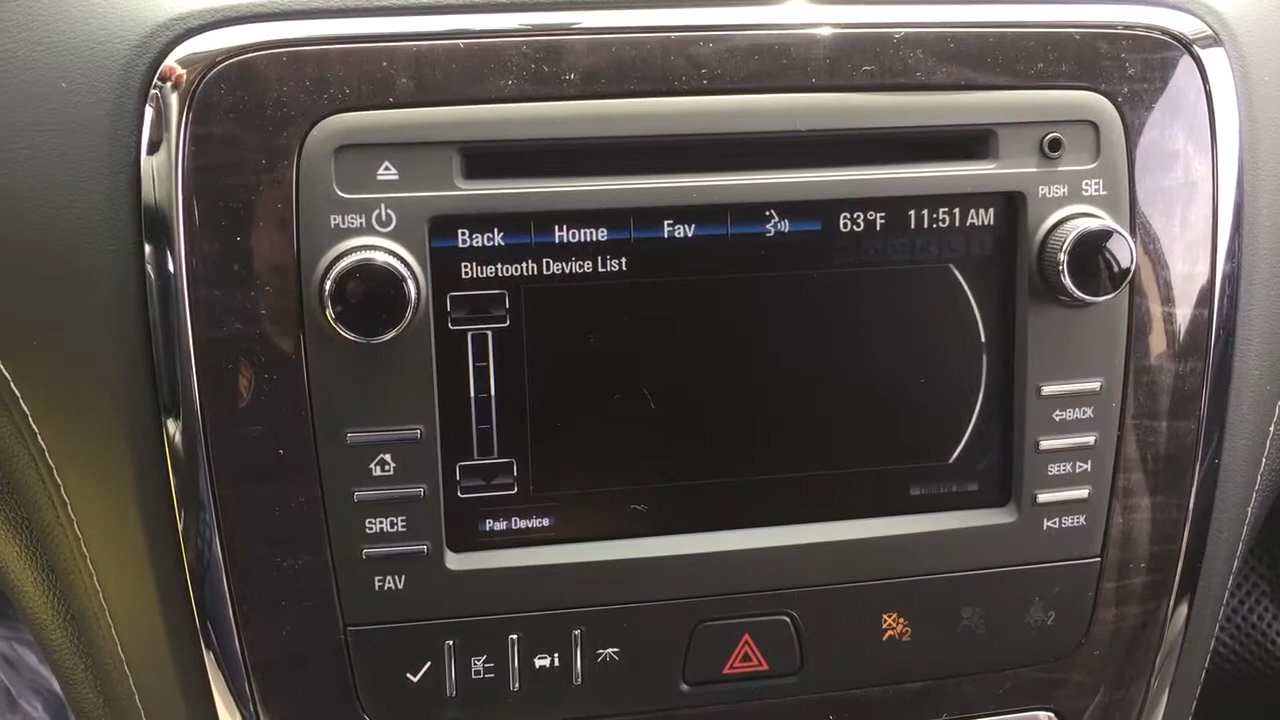 PUSH
PUSH SEL
Back Home Fav 63°F 11:51 AM
Bluetooth Device List
BACK
SEEK
SEEK
SRCE
FAV
Pair Device
2